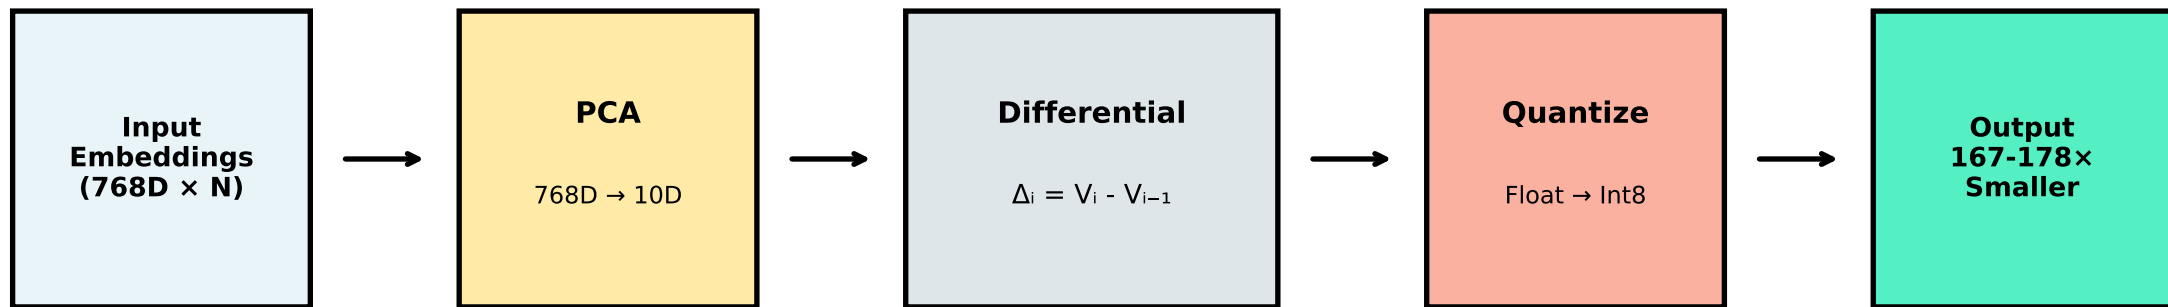 Input
Embeddings
(768D × N)
PCA
768D → 10D
Differential
Δᵢ = Vᵢ - Vᵢ₋₁
Quantize
Float → Int8
Output
167-178×
Smaller